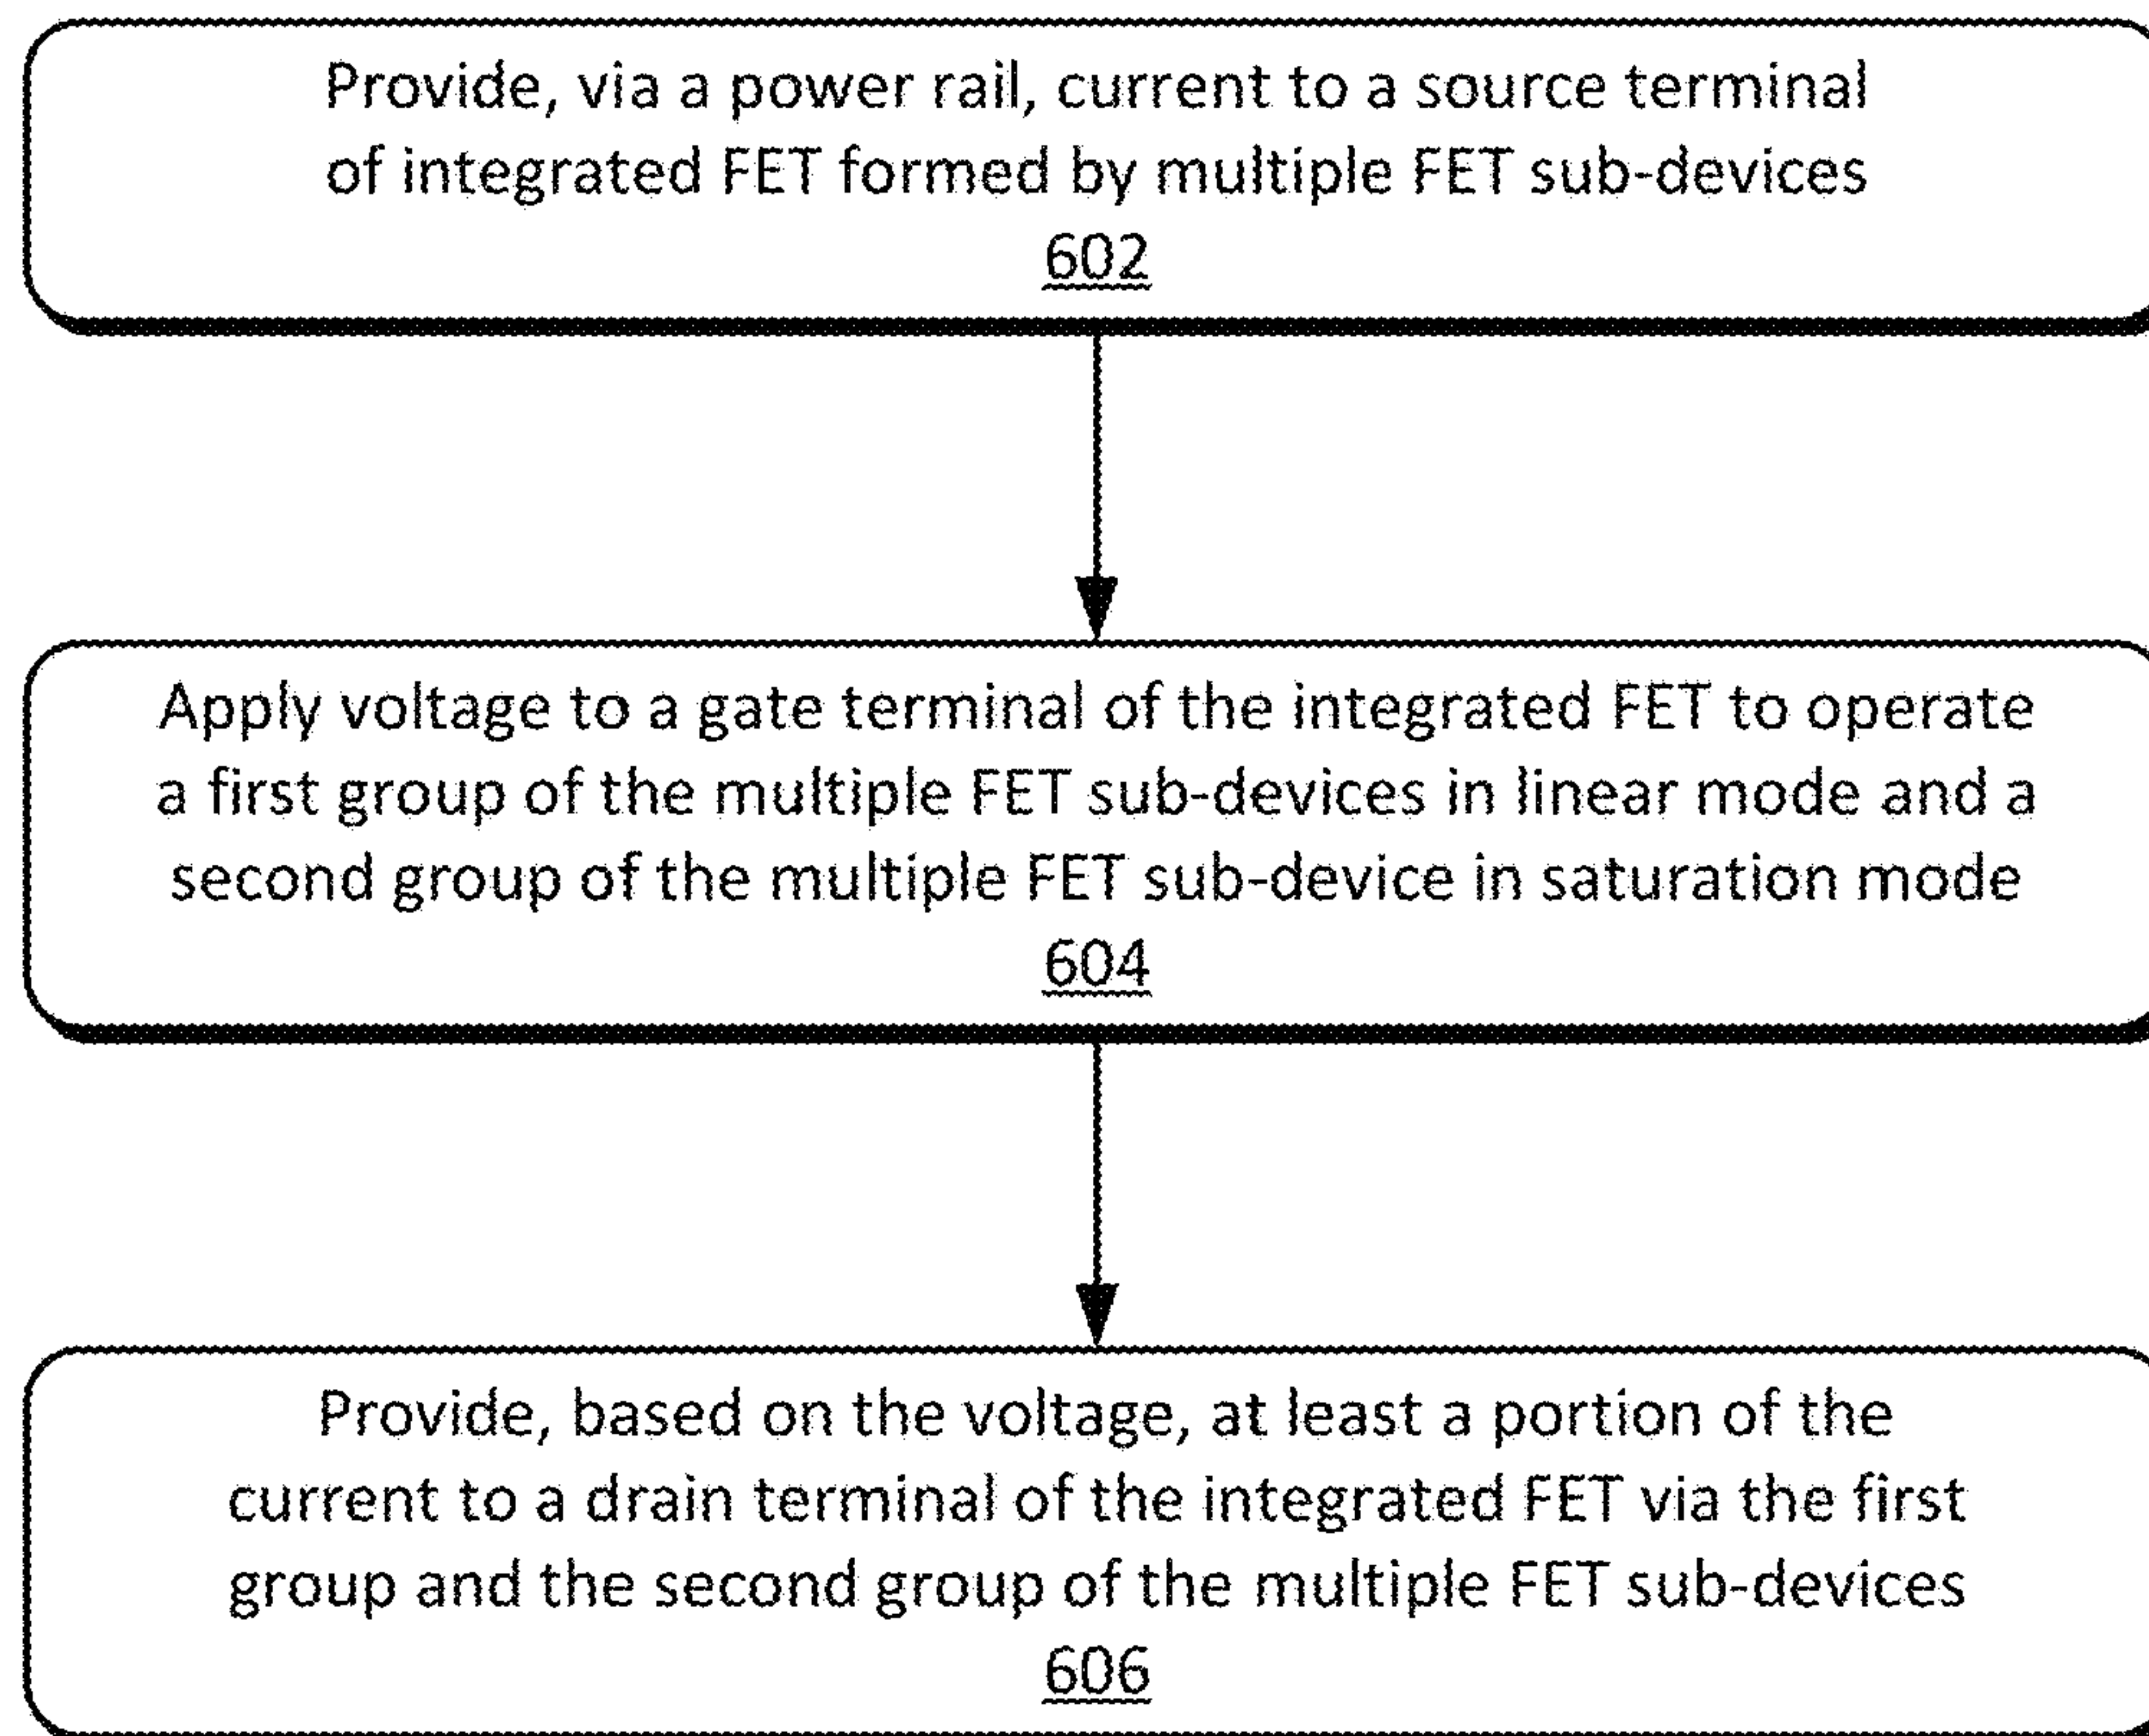 Provide, via a power rail, current to a source terminal
of integrated FET formed by multiple FET sub-devices
602
Apply voltage to a gate terminal of the integrated FET to operate
a first group of the multiple FET sub-devices in linear mode and a
second group of the multiple FET sub-device in saturation mode
604
Provide, based on the voltage, at least a portion of the
current to a drain terminal of the integrated FET via the first
group and the second group of the multiple FET sub-devices
606